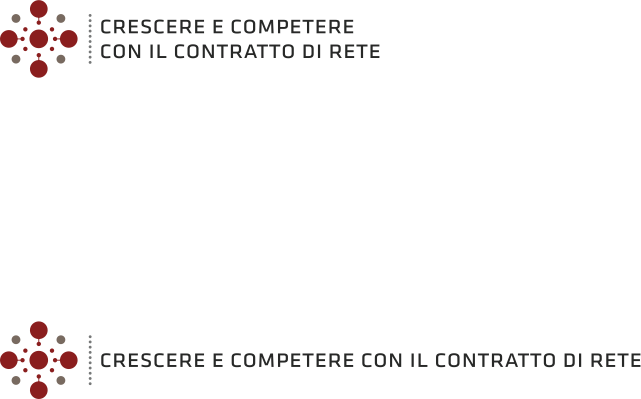 CRESCERE E COMPETERE
CON IL CONTRATTO DI RETE
CRESCERE E COMPETERE CON IL CONTRATTO DI RETE